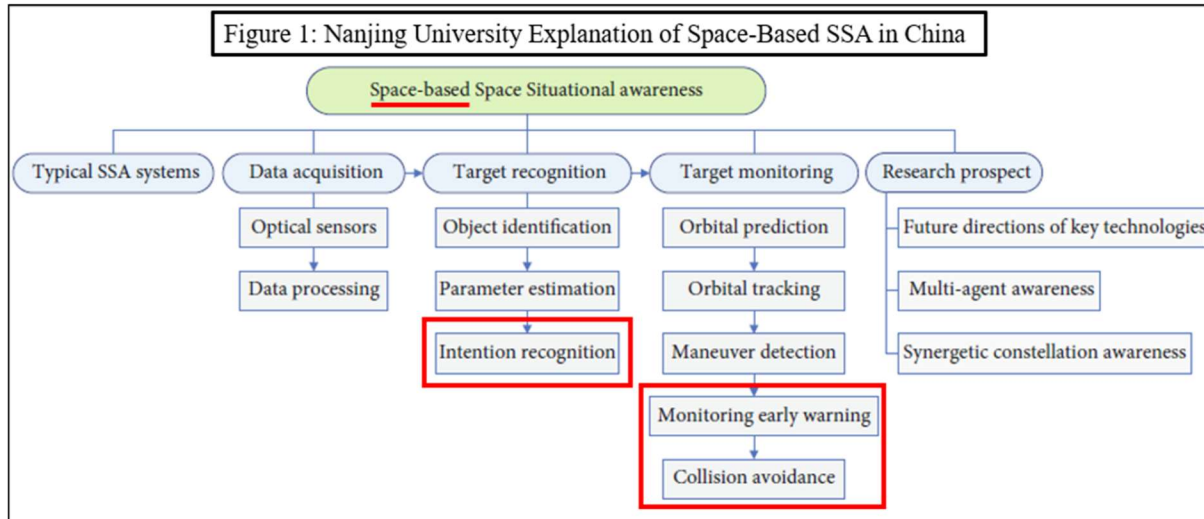 Figure 1: Nanjing University Explanation of Space-Based SSA in China
Space-based Space Situational awareness
Typical SSA systems
Data acquisition
Target recognition
Target monitoring
Research prospect
Optical sensors
Object identification
Orbital prediction
Future directions of key technologies
Data processing
Parameter estimation
Orbital tracking
Multi-agent awareness
Intention recognition
Maneuver detection
Synergetic constellation awareness
Monitoring early warning
Collision avoidance